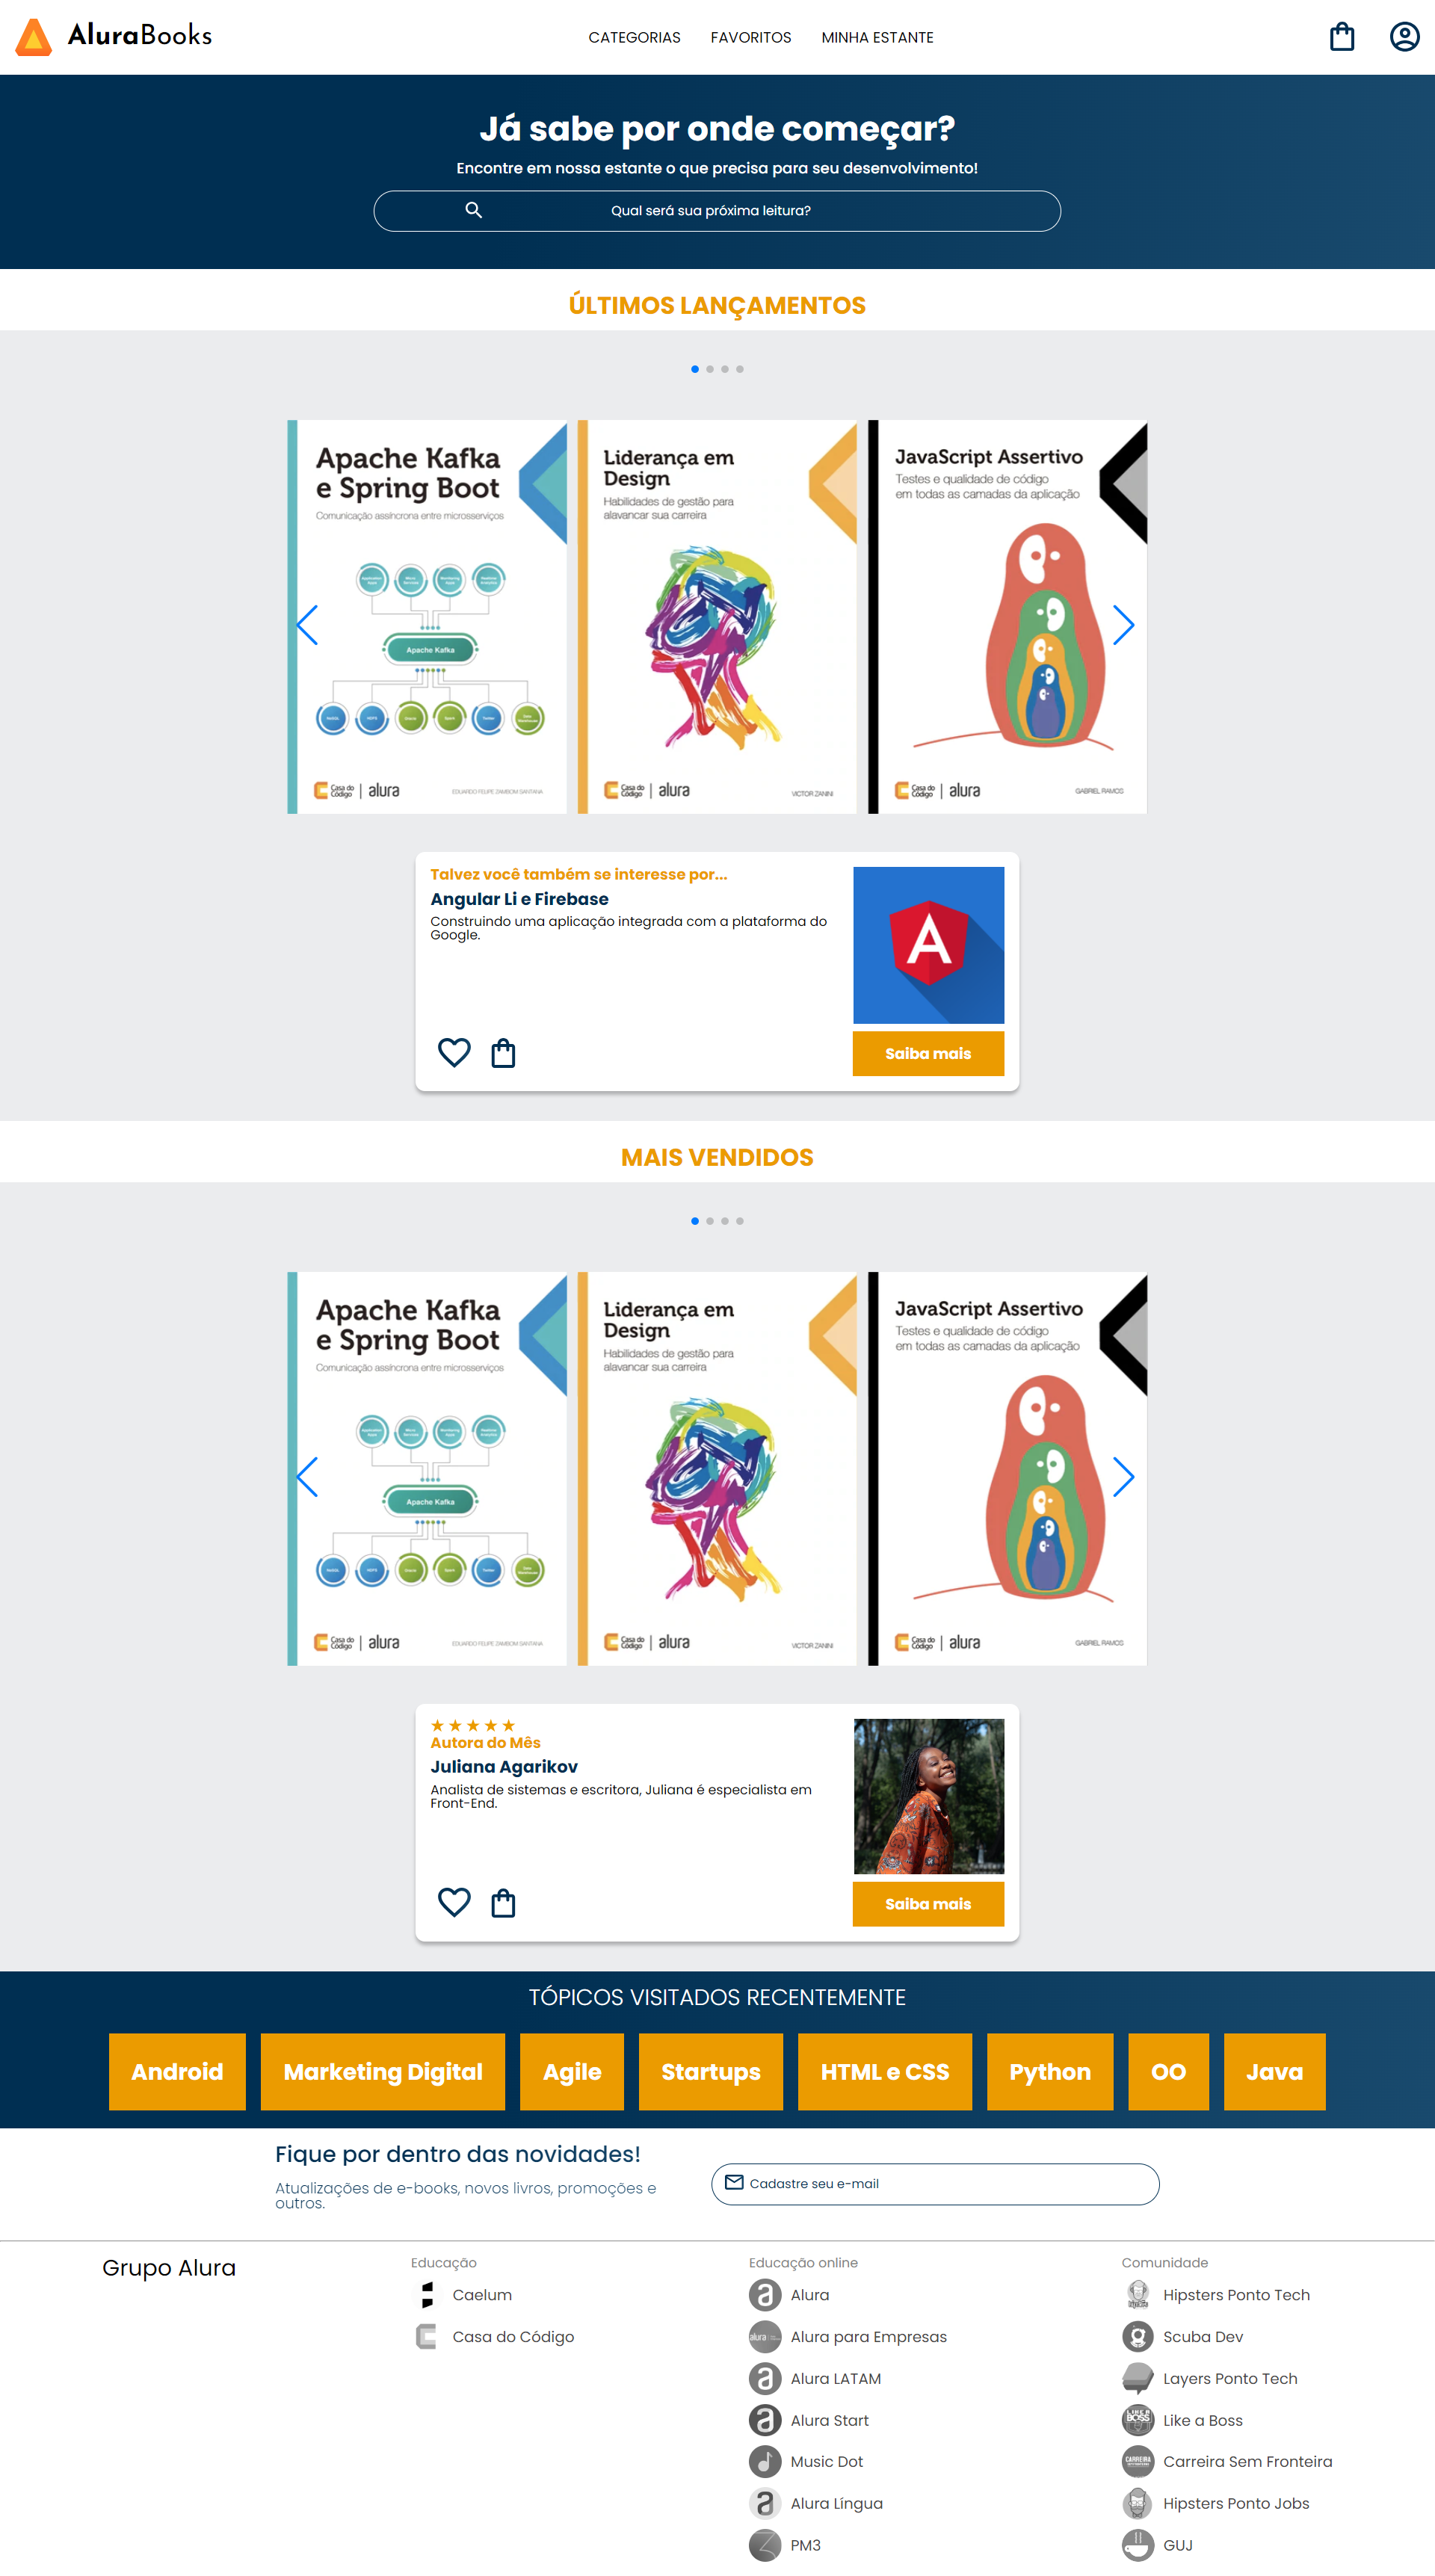 AluraBooks
CATEGORIAS FAVORITOS MINHA ESTANTE
Já sabe por onde começar?
Encontre em nossa estante o que precisa para seu desenvolvimento!
Qual será sua próxima leitura?
ÚLTIMOS LANÇAMENTOS
Apache Kafka
e Spring Boot
Comunicação assíncrona entre microsserviços
Apache Kafka
Casa do
Código | alura
EDUARDO FELIPE ZAMBOM SANTANA
Liderança em
Design
Habilidades de gestão para
alavancar sua carreira
Casa do
Código | alura
VICTOR ZANINI
JavaScript Assertivo
Testes e qualidade de código
em todas as camadas da aplicação
Casa do
Código | alura
GABRIEL RAMOS
Talvez você também se interesse por...
Angular Li e Firebase
Construindo uma aplicação integrada com a plataforma do
Google.
Saiba mais
MAIS VENDIDOS
Apache Kafka
e Spring Boot
Comunicação assíncrona entre microsserviços
Apache Kafka
Casa do
Código | alura
EDUARDO FELIPE ZAMBOM SANTANA
Liderança em
Design
Habilidades de gestão para
alavancar sua carreira
Casa do
Código | alura
VICTOR ZANINI
JavaScript Assertivo
Testes e qualidade de código
em todas as camadas da aplicação
Casa do
Código | alura
GABRIEL RAMOS
Autora do Mês
Juliana Agarikov
Analista de sistemas e escritora, Juliana é especialista em
Front-End.
Saiba mais
TÓPICOS VISITADOS RECENTEMENTE
Android Marketing Digital Agile Startups HTML e CSS Python OO Java
Fique por dentro das novidades!
Atualizações de e-books, novos livros, promoções e
outros.
Cadastre seu e-mail
Grupo Alura
Educação
Caelum
Casa do Código
Educação online
Alura
Alura para Empresas
Alura LATAM
Alura Start
Music Dot
Alura Língua
PM3
Comunidade
Hipsters Ponto Tech
Scuba Dev
Layers Ponto Tech
Like a Boss
Carreira Sem Fronteira
Hipsters Ponto Jobs
GUJ